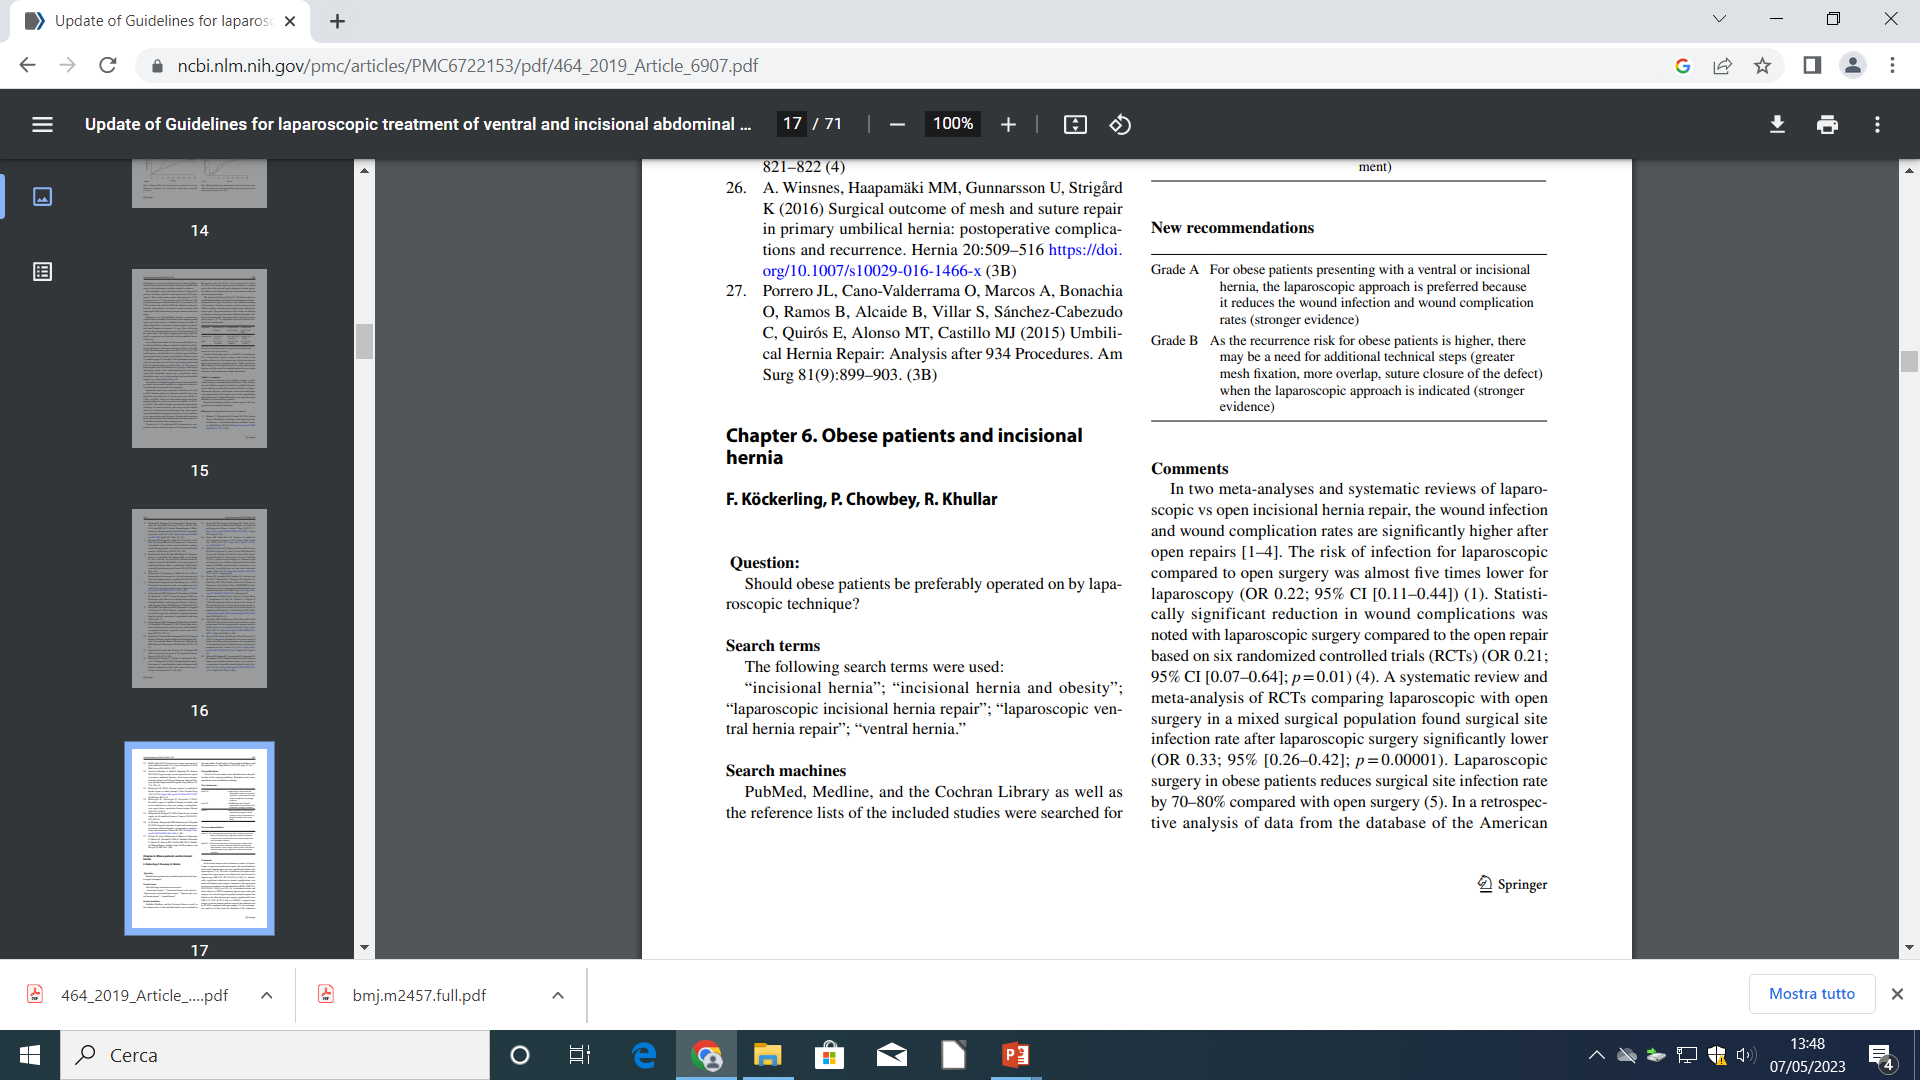 Update of Guidelines for laparosc
ncbi.nlm.nih.gov/pmc/articles/PMC6722153/pdf/464_2019_Article_6907.pdf
Update of Guidelines for laparoscopic treatment of ventral and incisional abdominal ...
17 / 71
100%
14
15
16
17
821–822 (4)
26. A. Winsnes, Haapamäki MM, Gunnarsson U, Strigård
K (2016) Surgical outcome of mesh and suture repair
in primary umbilical hernia: postoperative complica-
tions and recurrence. Hernia 20:509–516 https://doi.
org/10.1007/s10029-016-1466-x (3B)
27. Porrero JL, Cano-Valderrama O, Marcos A, Bonachia
O, Ramos B, Alcaide B, Villar S, Sánchez-Cabezudo
C, Quirós E, Alonso MT, Castillo MJ (2015) Umbili-
cal Hernia Repair: Analysis after 934 Procedures. Am
Surg 81(9):899–903. (3B)
Chapter 6. Obese patients and incisional
hernia
F. Köckerling, P. Chowbey, R. Khullar
Question:
Should obese patients be preferably operated on by lapa-
roscopic technique?
Search terms
The following search terms were used:
“incisional hernia”; “incisional hernia and obesity”;
“laparoscopic incisional hernia repair”; “laparoscopic ven-
tral hernia repair”; “ventral hernia.”
Search machines
PubMed, Medline, and the Cochran Library as well as
the reference lists of the included studies were searched for
ment)
New recommendations
Grade A For obese patients presenting with a ventral or incisional
hernia, the laparoscopic approach is preferred because
it reduces the wound infection and wound complication
rates (stronger evidence)
Grade B As the recurrence risk for obese patients is higher, there
may be a need for additional technical steps (greater
mesh fixation, more overlap, suture closure of the defect)
when the laparoscopic approach is indicated (stronger
evidence)
Comments
In two meta-analyses and systematic reviews of laparo-
scopic vs open incisional hernia repair, the wound infection
and wound complication rates are significantly higher after
open repairs [1–4]. The risk of infection for laparoscopic
compared to open surgery was almost five times lower for
laparoscopy (OR 0.22; 95% CI [0.11–0.44]) (1). Statisti-
cally significant reduction in wound complications was
noted with laparoscopic surgery compared to the open repair
based on six randomized controlled trials (RCTs) (OR 0.21;
95% CI [0.07–0.64]; p = 0.01) (4). A systematic review and
meta-analysis of RCTs comparing laparoscopic with open
surgery in a mixed surgical population found surgical site
infection rate after laparoscopic surgery significantly lower
(OR 0.33; 95% [0.26–0.42]; p = 0.00001). Laparoscopic
surgery in obese patients reduces surgical site infection rate
by 70–80% compared with open surgery (5). In a retrospec-
tive analysis of data from the database of the American
Springer
464_2019_Article_....pdf
bmj.m2457.full.pdf
Mostra tutto
Cerca
13:48
07/05/2023
4